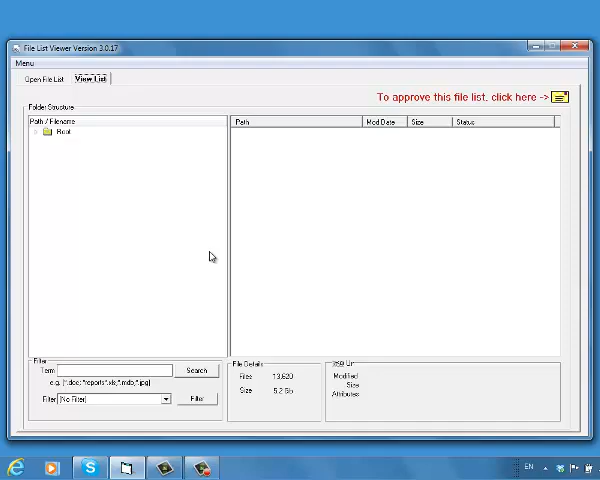 File List Viewer Version 3.0.17
Menu
Open File List
View List
To approve this file list, click here ->
Folder Structure
Path / Filename
Root
Path
Mod Date
Size
Status
Filter
Term
Search
e.g. [*.doc; *reports*.xls,*.mdb,*.jpg]
Filter
[No Filter]
Filter
File Details
Files 13,620
Size 5.2 Gb
Modified
Size
Attributes
EN